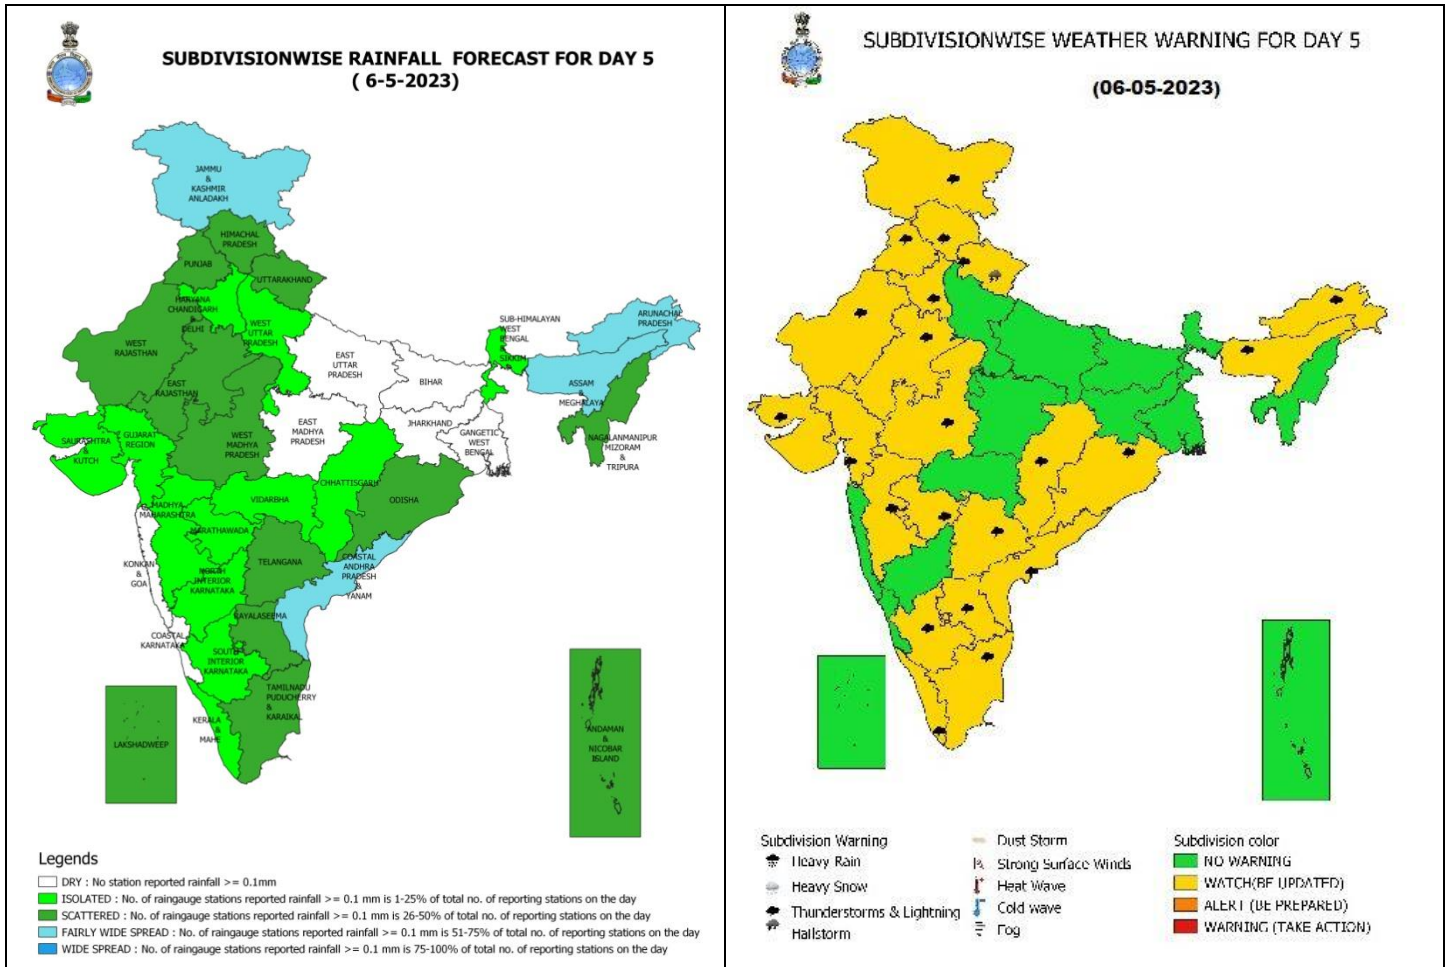 SUBDIVISIONWISE RAINFALL FORECAST FOR DAY 5
( 6-5-2023)
JAMMU
&
KASHMIR
ANLADAKH
HIMACHAL
PRADESH
PUNJAB
UTTARAKHAND
HARYANA
CHANDIGARH
&
DELHI
WEST
UTTAR
PRADESH
WEST
RAJASTHAN
EAST
RAJASTHAN
EAST
UTTAR
PRADESH
BIHAR
SUB-HIMALAYAN
WEST
BENGAL
&
SIKKIM
ARUNACHAL
PRADESH
ASSAM
&
MEGHALAYA
NAGALANMANIPUR
MIZORAM
&
TRIPURA
SAURASHTRA
&
KUTCH
GUJARAT
REGION
WEST
MADHYA
PRADESH
EAST
MADHYA
PRADESH
JHARKHAND
GANGETIC
WEST
BENGAL
CHHATTISGARH
ODISHA
VIDARBHA
MADHYA
MAHARASHTRA
MARATHAWADA
TELANGANA
COASTAL
ANDHRA
PRADESH
&
YANAM
KONKAN
&
GOA
NORTH
INTERIOR
KARNATAKA
RAYALASEEMA
COASTAL
KARNATAKA
SOUTH
INTERIOR
KARNATAKA
TAMILNADU
PUDUCHERRY
&
KARAIKAL
KERALA
&
MAHE
LAKSHADWEEP
ANDAMAN
&
NICOBAR
ISLAND
Legends
DRY : No station reported rainfall >= 0.1mm
ISOLATED : No. of raingauge stations reported rainfall >= 0.1 mm is 1-25% of total no. of reporting stations on the day
SCATTERED : No. of raingauge stations reported rainfall >= 0.1 mm is 26-50% of total no. of reporting stations on the day
FAIRLY WIDE SPREAD : No. of raingauge stations reported rainfall >= 0.1 mm is 51-75% of total no. of reporting stations on the day
WIDE SPREAD : No. of raingauge stations reported rainfall >= 0.1 mm is 75-100% of total no. of reporting stations on the day
SUBDIVISIONWISE WEATHER WARNING FOR DAY 5
(06-05-2023)
Subdivision Warning
Heavy Rain
Heavy Snow
Thunderstorms & Lightning
Hailstorm
Dust Storm
Strong Surface Winds
Heat Wave
Cold wave
Fog
Subdivision color
NO WARNING
WATCH(BE UPDATED)
ALERT (BE PREPARED)
WARNING (TAKE ACTION)